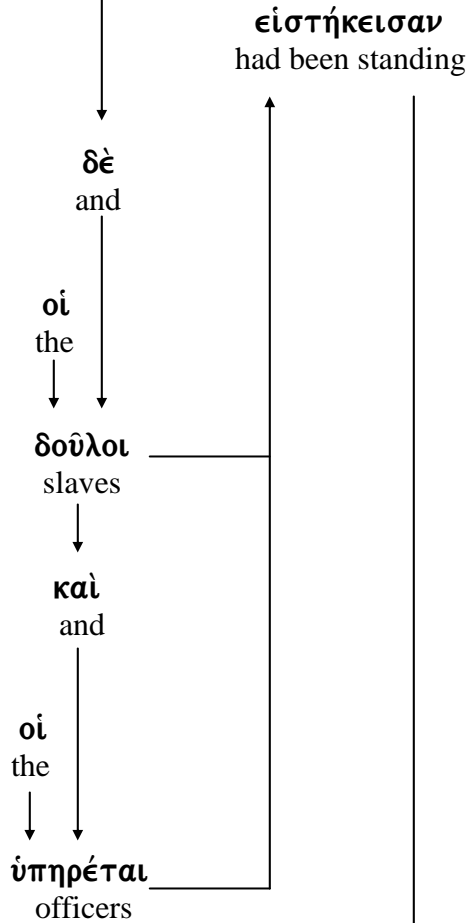 εἱστήκεισαν
had been standing
δὲ
and
οἱ
the
δοῦλοι
slaves
καὶ
and
οἱ
the
ὑπηρέται
officers